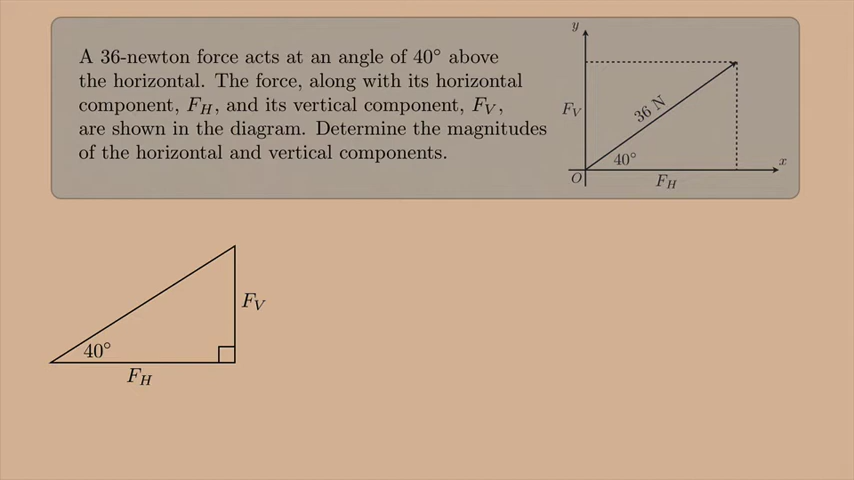 A 36-newton force acts at an angle of 40° above
the horizontal. The force, along with its horizontal
component, F_H, and its vertical component, F_V,
are shown in the diagram. Determine the magnitudes
of the horizontal and vertical components.
y
F_V
36 N
40°
x
O
F_H
F_V
40°
F_H